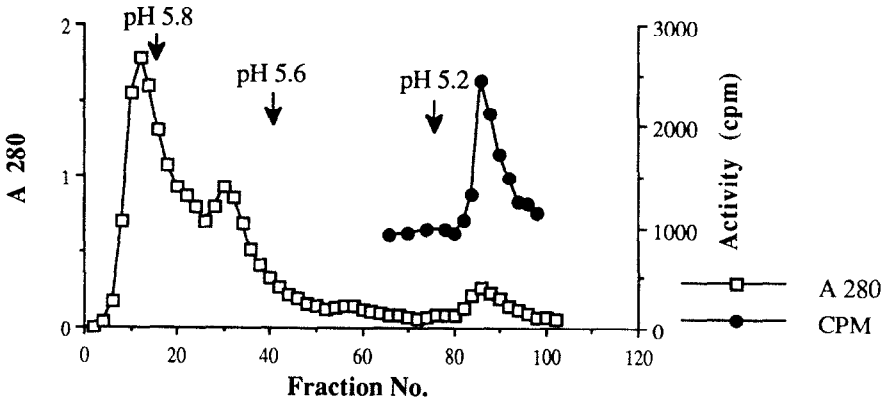 pH 5.8
pH 5.6
pH 5.2
2
1
0
A 280
3000
2000
1000
0
Activity (cpm)
0 20 40 60 80 100 120
Fraction No.
A 280
CPM